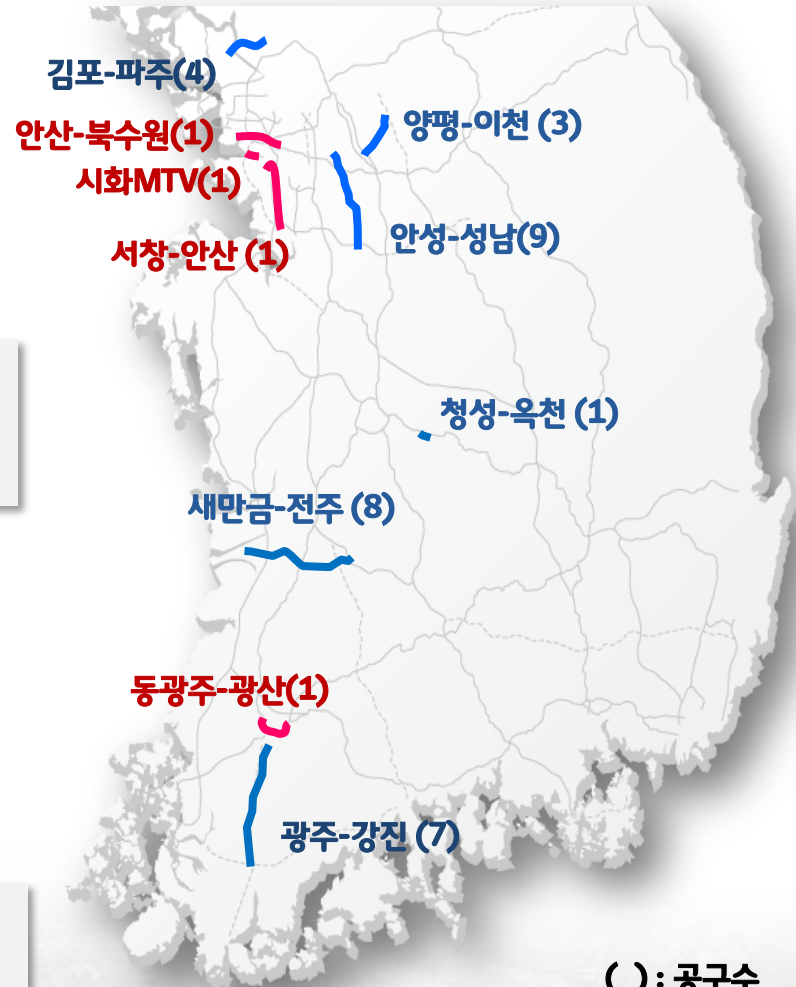 김포-파주(4)
안산-북수원(1)
양평-이천 (3)
시화MTV(1)
안성-성남(9)
서창-안산 (1)
청성-옥천 (1)
새만금-전주 (8)
동광주-광산(1)
광주-강진 (7)
( ) : 공구수